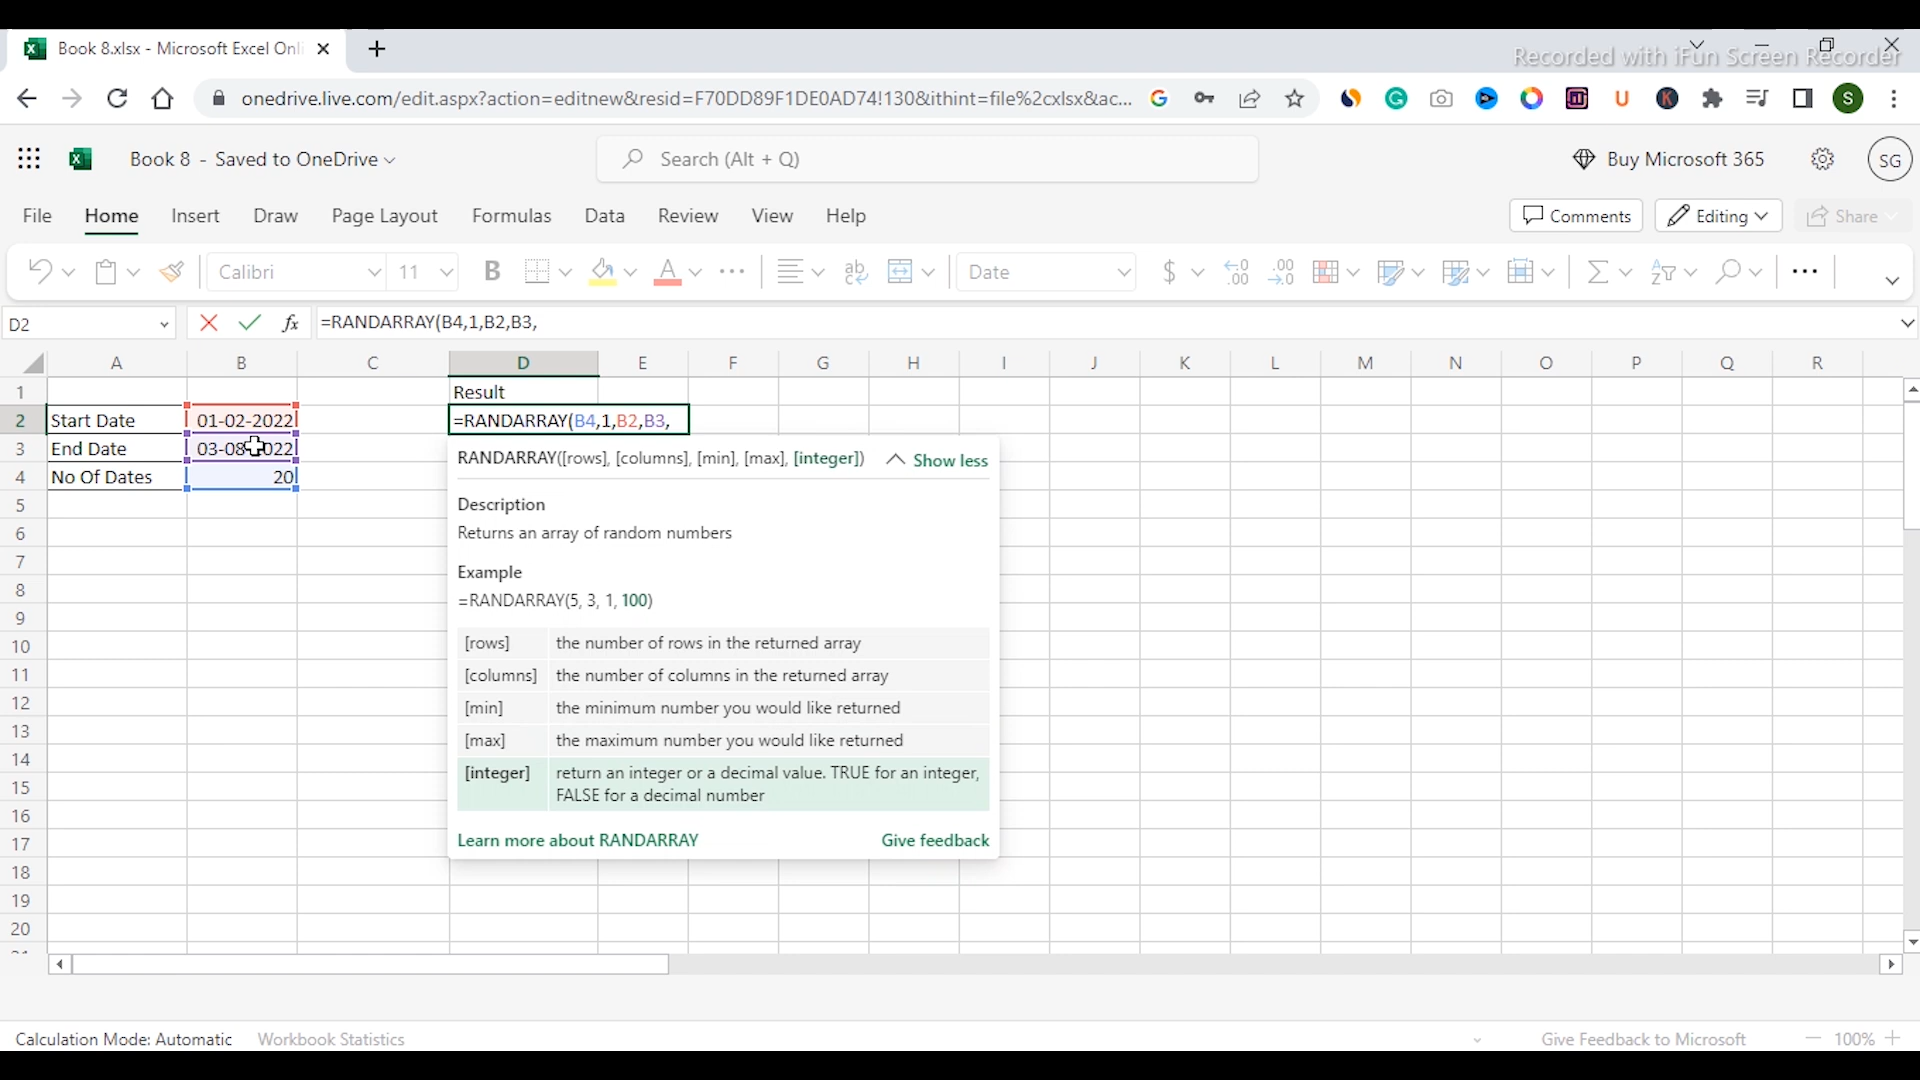 Book 8.xlsx - Microsoft Excel Onli
Recorded with iFun Screen Recorder
onedrive.live.com/edit.aspx?action=editnew&resid=F70DD89F1DE0AD74!130&ithint=file%2cxlsx&ac...
S
Book 8 - Saved to OneDrive
Search (Alt + Q)
Buy Microsoft 365
SG
File Home Insert Draw Page Layout Formulas Data Review View Help
Comments Editing Share
Calibri 11 B A ab Date $ .00 .00
D2 fx =RANDARRAY(B4,1,B2,B3,
A B C D E F G H I J K L M N O P Q R
1 Result
2 Start Date 01-02-2022 =RANDARRAY(B4,1,B2,B3,
3 End Date 03-08-2022
4 No Of Dates 20
RANDARRAY([rows], [columns], [min], [max], [integer]) Show less
5 Description
6 Returns an array of random numbers
7
8 Example
9 =RANDARRAY(5, 3, 1, 100)
10 [rows] the number of rows in the returned array
11 [columns] the number of columns in the returned array
12 [min] the minimum number you would like returned
13 [max] the maximum number you would like returned
14 [integer] return an integer or a decimal value. TRUE for an integer,
15 FALSE for a decimal number
16
17 Learn more about RANDARRAY Give feedback
18
19
20
Calculation Mode: Automatic Workbook Statistics Give Feedback to Microsoft 100%